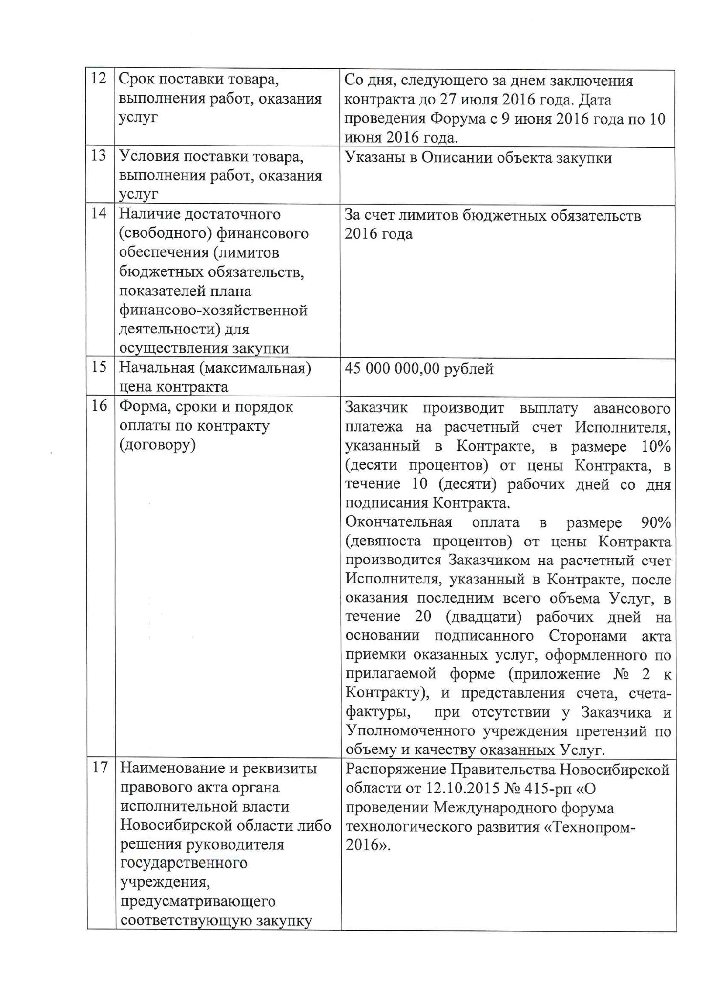 12
Срок поставки товара,
выполнения работ, оказания
услуг
Со дня, следующего за днем заключения
контракта до 27 июля 2016 года. Дата
проведения Форума с 9 июня 2016 года по 10
июня 2016 года.
13
Условия поставки товара,
выполнения работ, оказания
услуг
Указаны в Описании объекта закупки
14
Наличие достаточного
(свободного) финансового
обеспечения (лимитов
бюджетных обязательств,
показателей плана
финансово-хозяйственной
деятельности) для
осуществления закупки
За счет лимитов бюджетных обязательств
2016 года
15
Начальная (максимальная)
цена контракта
45 000 000,00 рублей
16
Форма, сроки и порядок
оплаты по контракту
(договору)
Заказчик производит выплату авансового
платежа на расчетный счет Исполнителя,
указанный в Контракте, в размере 10%
(десяти процентов) от цены Контракта, в
течение 10 (десяти) рабочих дней со дня
подписания Контракта.
Окончательная оплата в размере 90%
(девяноста процентов) от цены Контракта
производится Заказчиком на расчетный счет
Исполнителя, указанный в Контракте, после
оказания последним всего объема Услуг, в
течение 20 (двадцати) рабочих дней на
основании подписанного Сторонами акта
приемки оказанных услуг, оформленного по
прилагаемой форме (приложение № 2 к
Контракту), и представления счета, счета-
фактуры, при отсутствии у Заказчика и
Уполномоченного учреждения претензий по
объему и качеству оказанных Услуг.
17
Наименование и реквизиты
правового акта органа
исполнительной власти
Новосибирской области либо
решения руководителя
государственного
учреждения,
предусматривающего
соответствующую закупку
Распоряжение Правительства Новосибирской
области от 12.10.2015 № 415-рп «О
проведении Международного форума
технологического развития «Технопром-
2016».